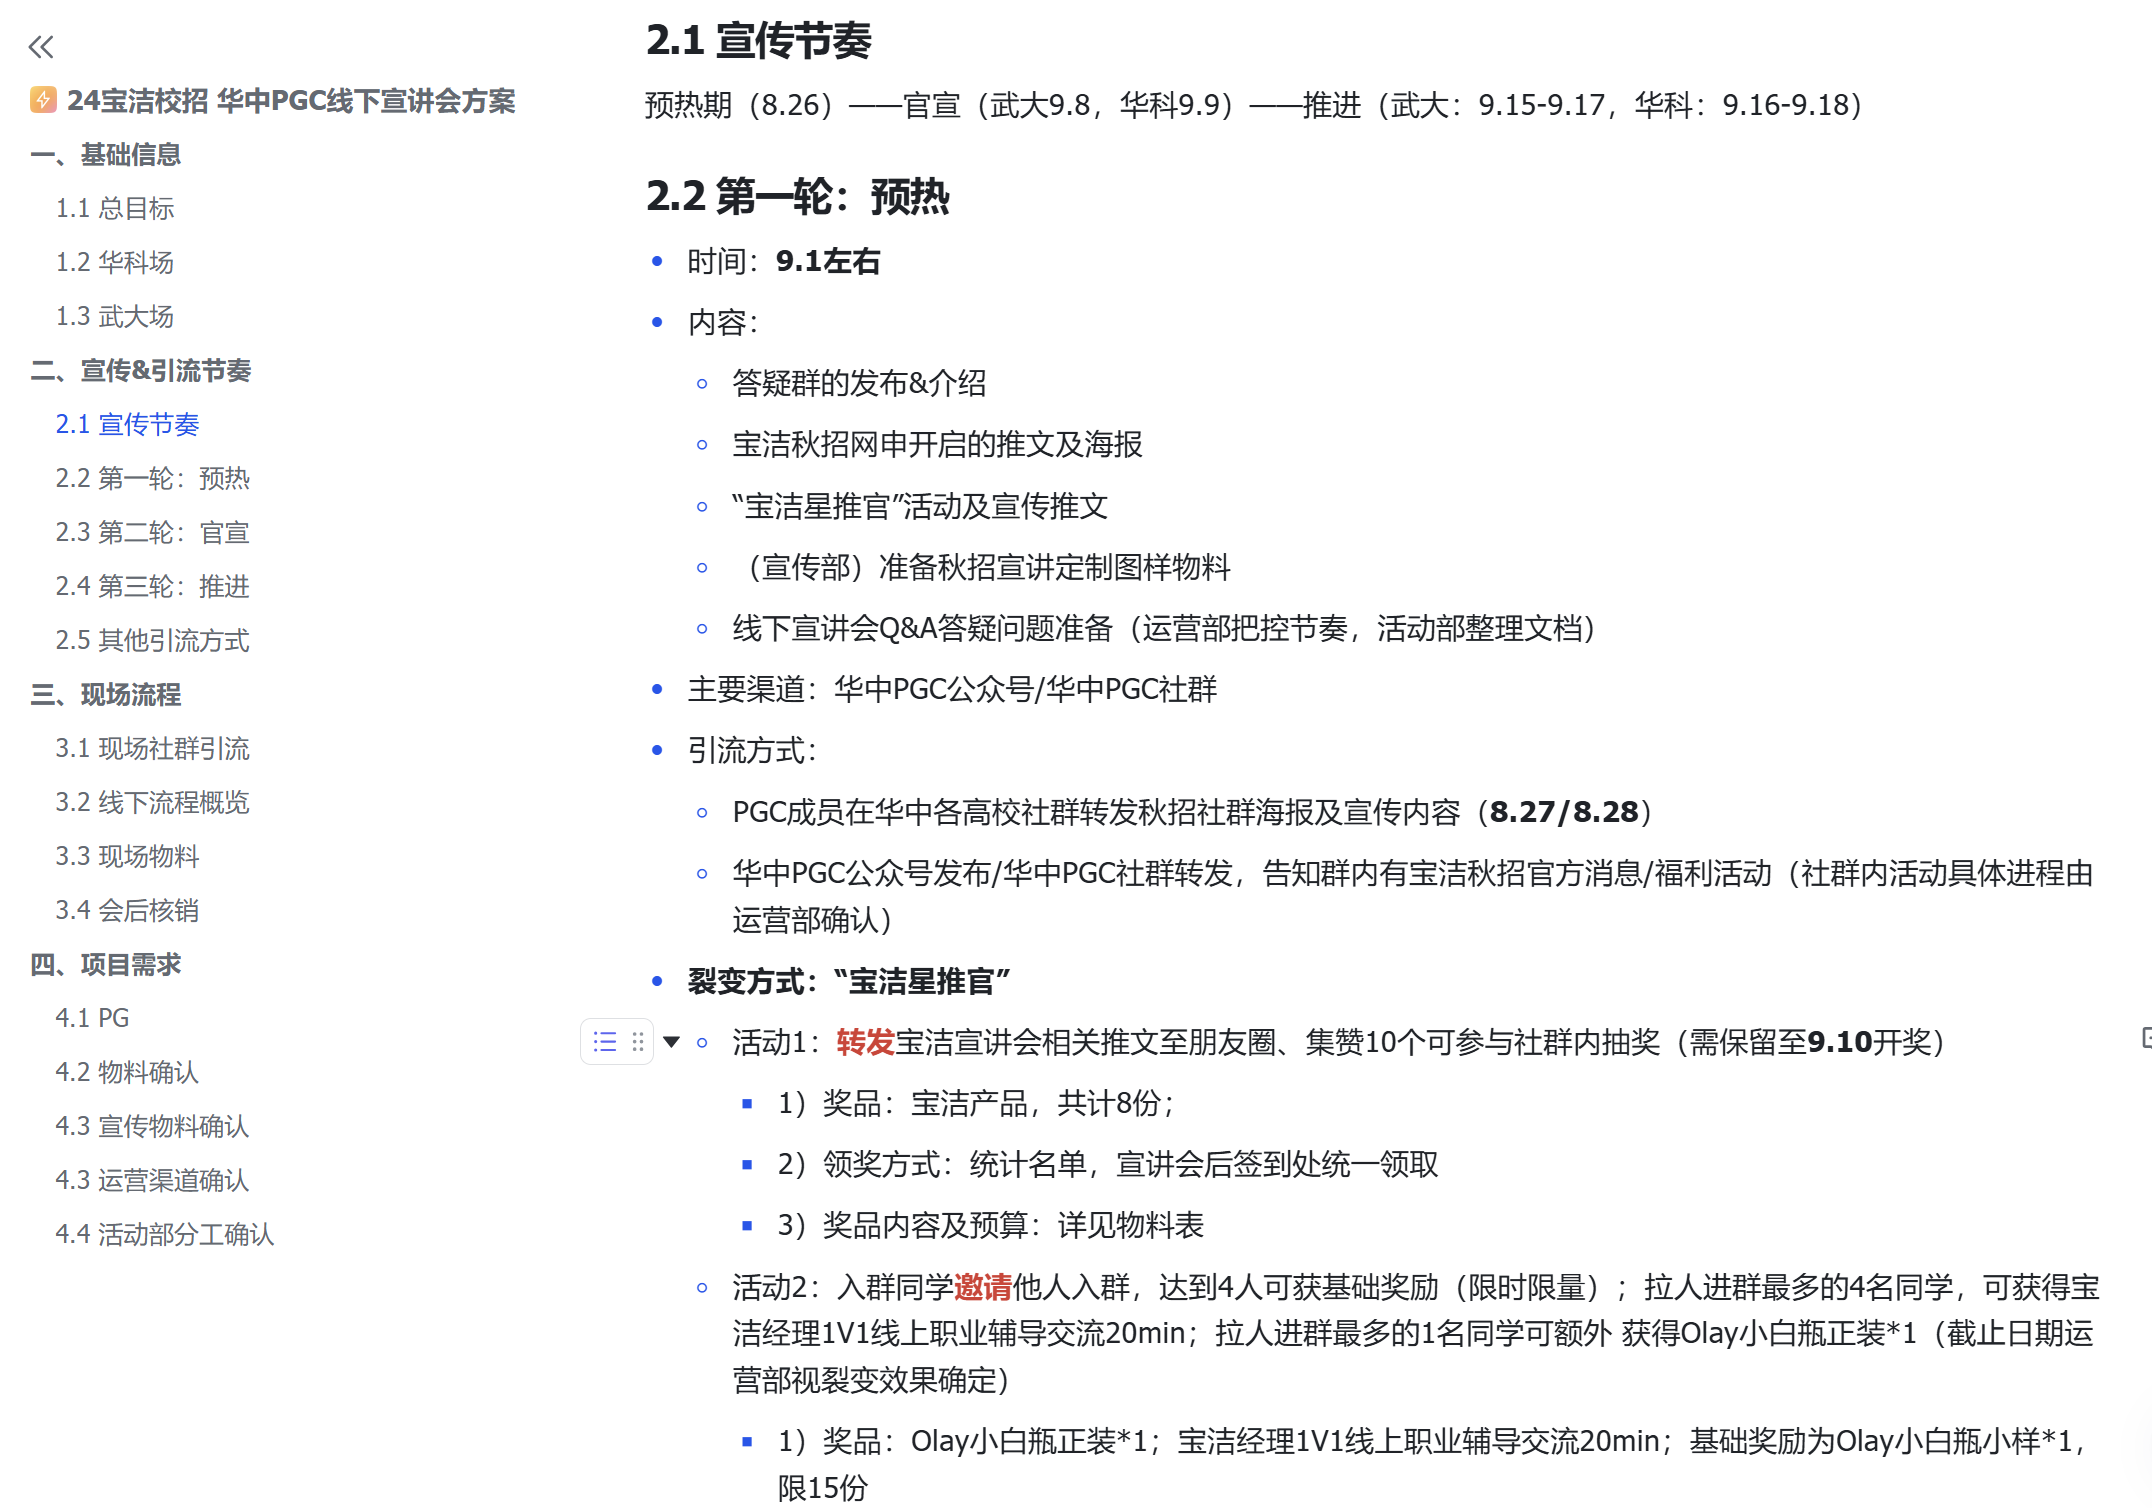 24宝洁校招 华中PGC线下宣讲会方案
一、基础信息
1.1 总目标
1.2 华科场
1.3 武大场
二、宣传&引流节奏
2.1 宣传节奏
2.2 第一轮：预热
2.3 第二轮：官宣
2.4 第三轮：推进
2.5 其他引流方式
三、现场流程
3.1 现场社群引流
3.2 线下流程概览
3.3 现场物料
3.4 会后核销
四、项目需求
4.1 PG
4.2 物料确认
4.3 宣传物料确认
4.3 运营渠道确认
4.4 活动部分工确认
2.1 宣传节奏
预热期（8.26）——官宣（武大9.8，华科9.9）——推进（武大：9.15-9.17，华科：9.16-9.18）
2.2 第一轮：预热
• 时间：9.1左右
• 内容：
◦ 答疑群的发布&介绍
◦ 宝洁秋招网申开启的推文及海报
◦ “宝洁星推官”活动及宣传推文
◦ （宣传部）准备秋招宣讲定制图样物料
◦ 线下宣讲会Q&A答疑问题准备（运营部把控节奏，活动部整理文档）
• 主要渠道：华中PGC公众号/华中PGC社群
• 引流方式：
◦ PGC成员在华中各高校社群转发秋招社群海报及宣传内容（8.27/8.28）
◦ 华中PGC公众号发布/华中PGC社群转发，告知群内有宝洁秋招官方消息/福利活动（社群内活动具体进程由
运营部确认）
• 裂变方式：“宝洁星推官”
◦ 活动1：转发宝洁宣讲会相关推文至朋友圈、集赞10个可参与社群内抽奖（需保留至9.10开奖）
▪ 1）奖品：宝洁产品，共计8份；
▪ 2）领奖方式：统计名单，宣讲会后签到处统一领取
▪ 3）奖品内容及预算：详见物料表
◦ 活动2：入群同学邀请他人入群，达到4人可获基础奖励（限时限量）；拉人进群最多的4名同学，可获得宝
洁经理1V1线上职业辅导交流20min；拉人进群最多的1名同学可额外 获得Olay小白瓶正装*1（截止日期运
营部视裂变效果确定）
▪ 1）奖品：Olay小白瓶正装*1；宝洁经理1V1线上职业辅导交流20min；基础奖励为Olay小白瓶小样*1，
限15份